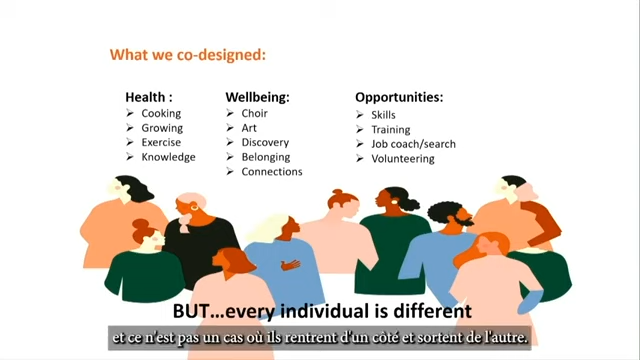 What we co-designed:
Health :
➢ Cooking
➢ Growing
➢ Exercise
➢ Knowledge
Wellbeing:
➢ Choir
➢ Art
➢ Discovery
➢ Belonging
➢ Connections
Opportunities:
➢ Skills
➢ Training
➢ Job coach/search
➢ Volunteering
BUT...every individual is different
et ce n'est pas un cas où ils rentrent d'un côté et sortent de l'autre.